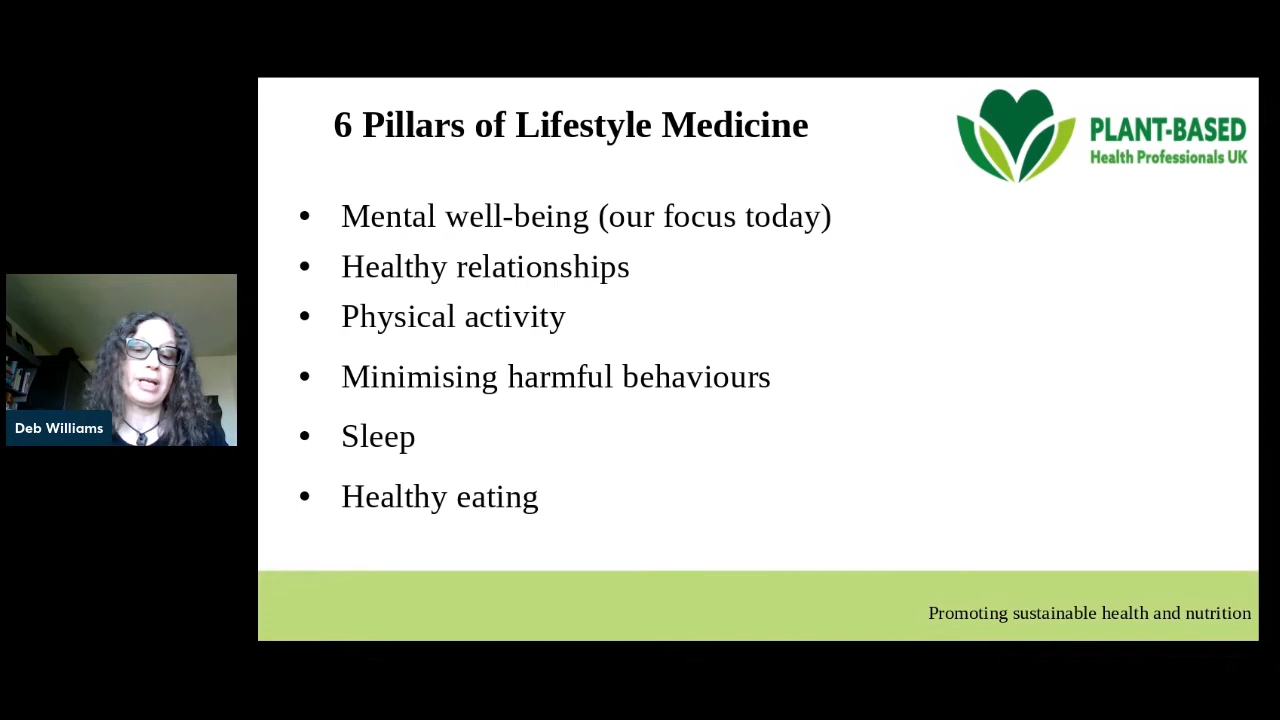 6 Pillars of Lifestyle Medicine
PLANT-BASED
Health Professionals UK
• Mental well-being (our focus today)
• Healthy relationships
• Physical activity
• Minimising harmful behaviours
• Sleep
• Healthy eating
Deb Williams
Promoting sustainable health and nutrition